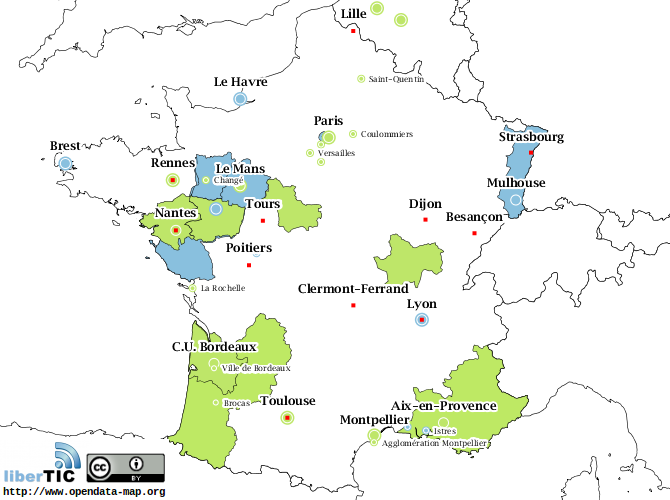 Lille
Saint-Quentin
Le Havre
Paris
Coulommiers
Strasbourg
Brest
Versailles
Rennes
Le Mans
Changé
Mulhouse
Nantes
Tours
Dijon
Besançon
Poitiers
La Rochelle
Clermont-Ferrand
Lyon
C.U. Bordeaux
Ville de Bordeaux
Brocas
Toulouse
Aix-en-Provence
Montpellier
Istres
Agglomération Montpellier
liberTIC
cc
BY
http://www.opendata-map.org